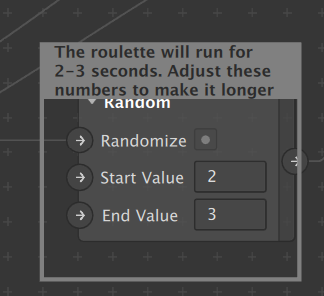 The roulette will run for
2-3 seconds. Adjust these
numbers to make it longer
Random
Randomize
Start Value 2
End Value 3